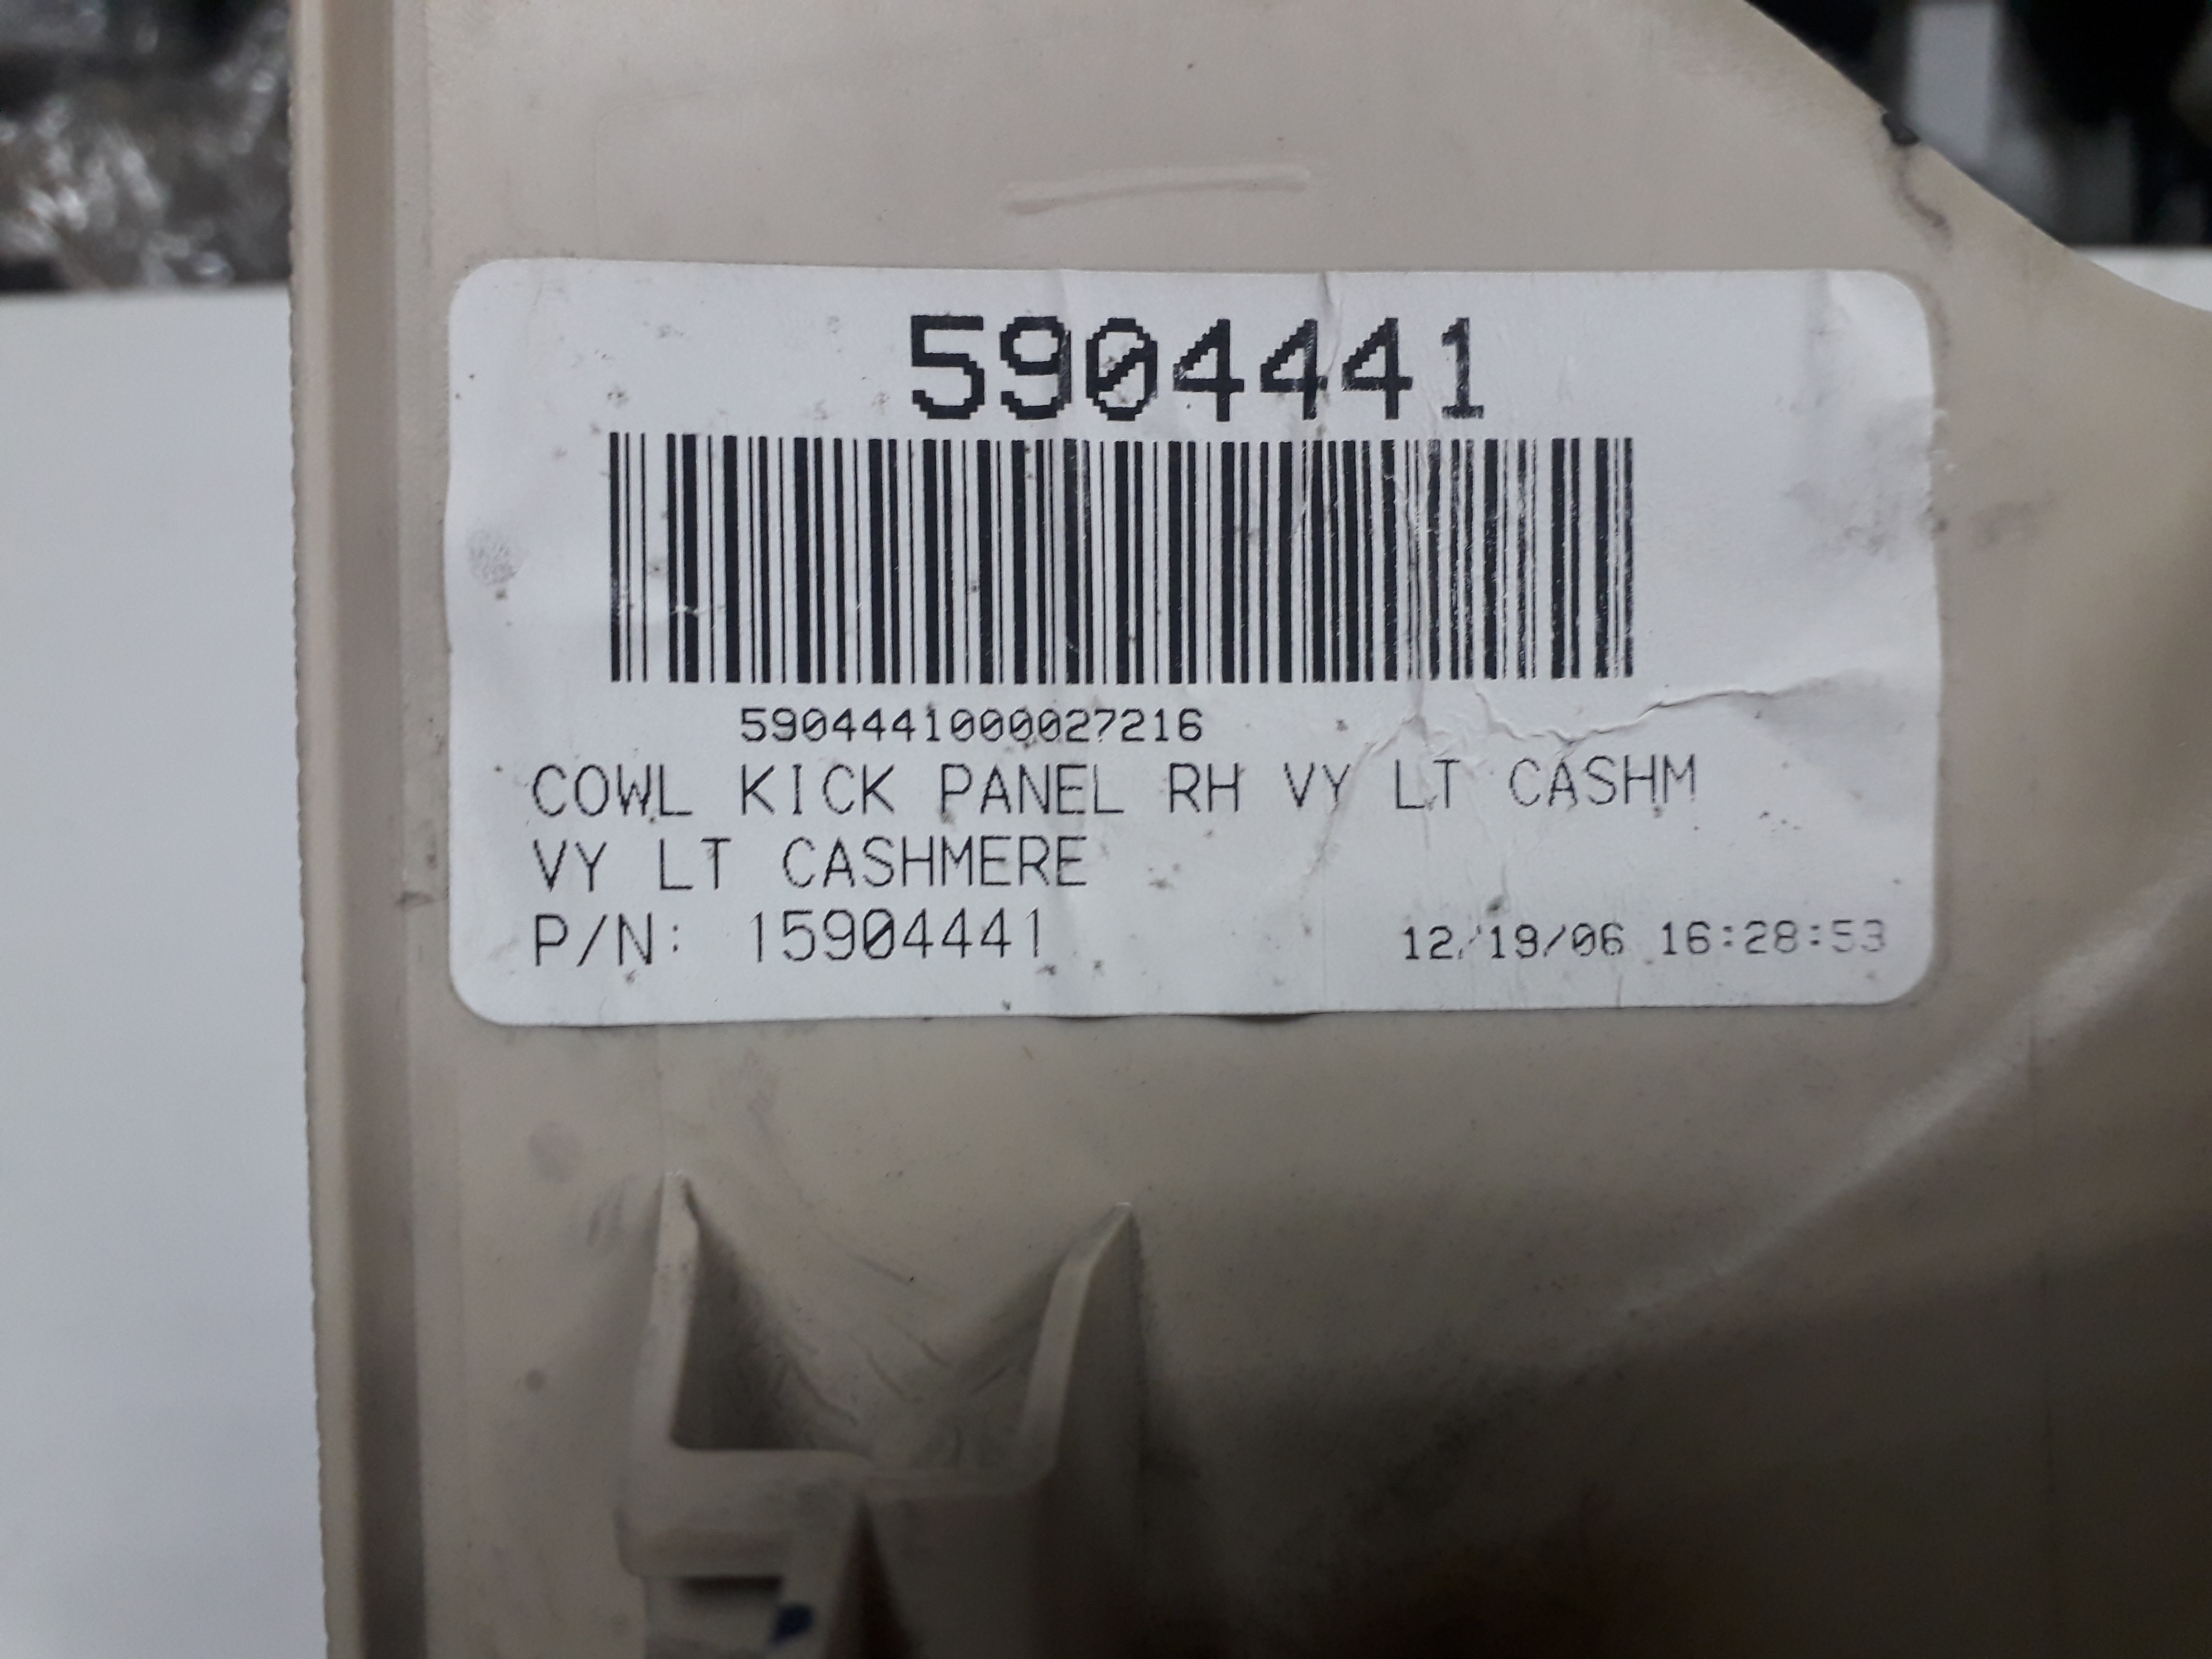 5904441
5904441000027216
COWL KICK PANEL RH VY LT CASHM
VY LT CASHMERE
P/N: 15904441 12/19/06 16:28:53